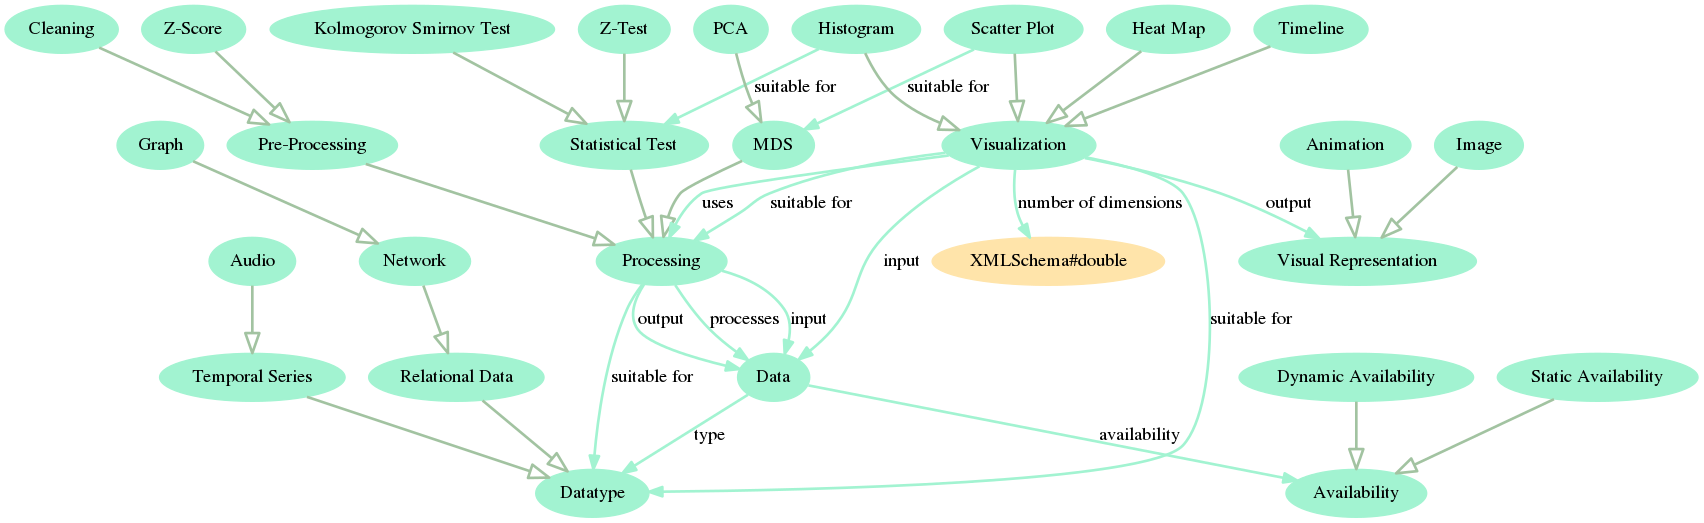 Cleaning
Z-Score
Kolmogorov Smirnov Test
Z-Test
PCA
Histogram
Scatter Plot
Heat Map
Timeline
suitable for
suitable for
Graph
Pre-Processing
Statistical Test
MDS
Visualization
Animation
Image
uses
suitable for
number of dimensions
output
Audio
Network
Processing
input
XMLSchema#double
Visual Representation
output
processes
input
suitable for
Temporal Series
Relational Data
suitable for
Data
Dynamic Availability
Static Availability
type
availability
Datatype
Availability